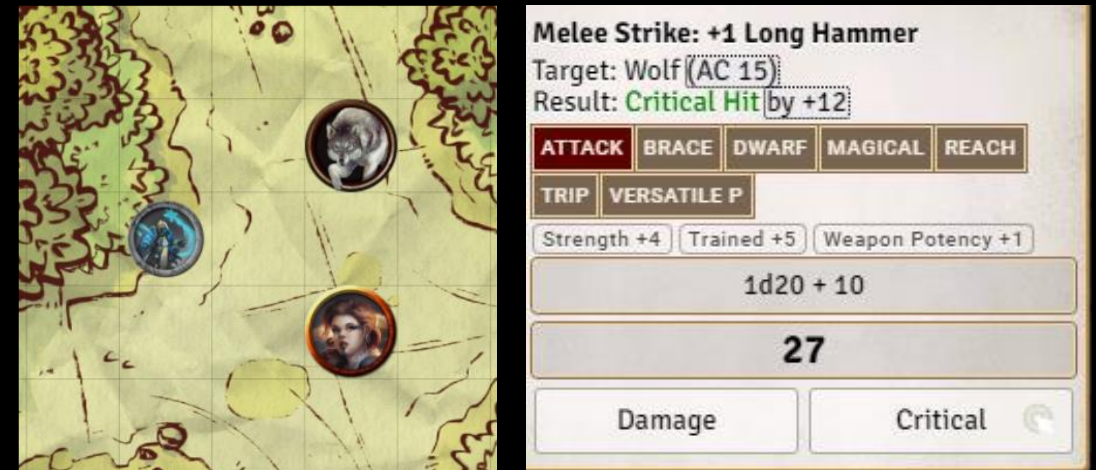 Melee Strike: +1 Long Hammer
Target: Wolf (AC 15)
Result: Critical Hit by +12
ATTACK BRACE DWARF MAGICAL REACH
TRIP VERSATILE P
Strength +4 Trained +5 Weapon Potency +1
1d20 + 10
27
Damage Critical